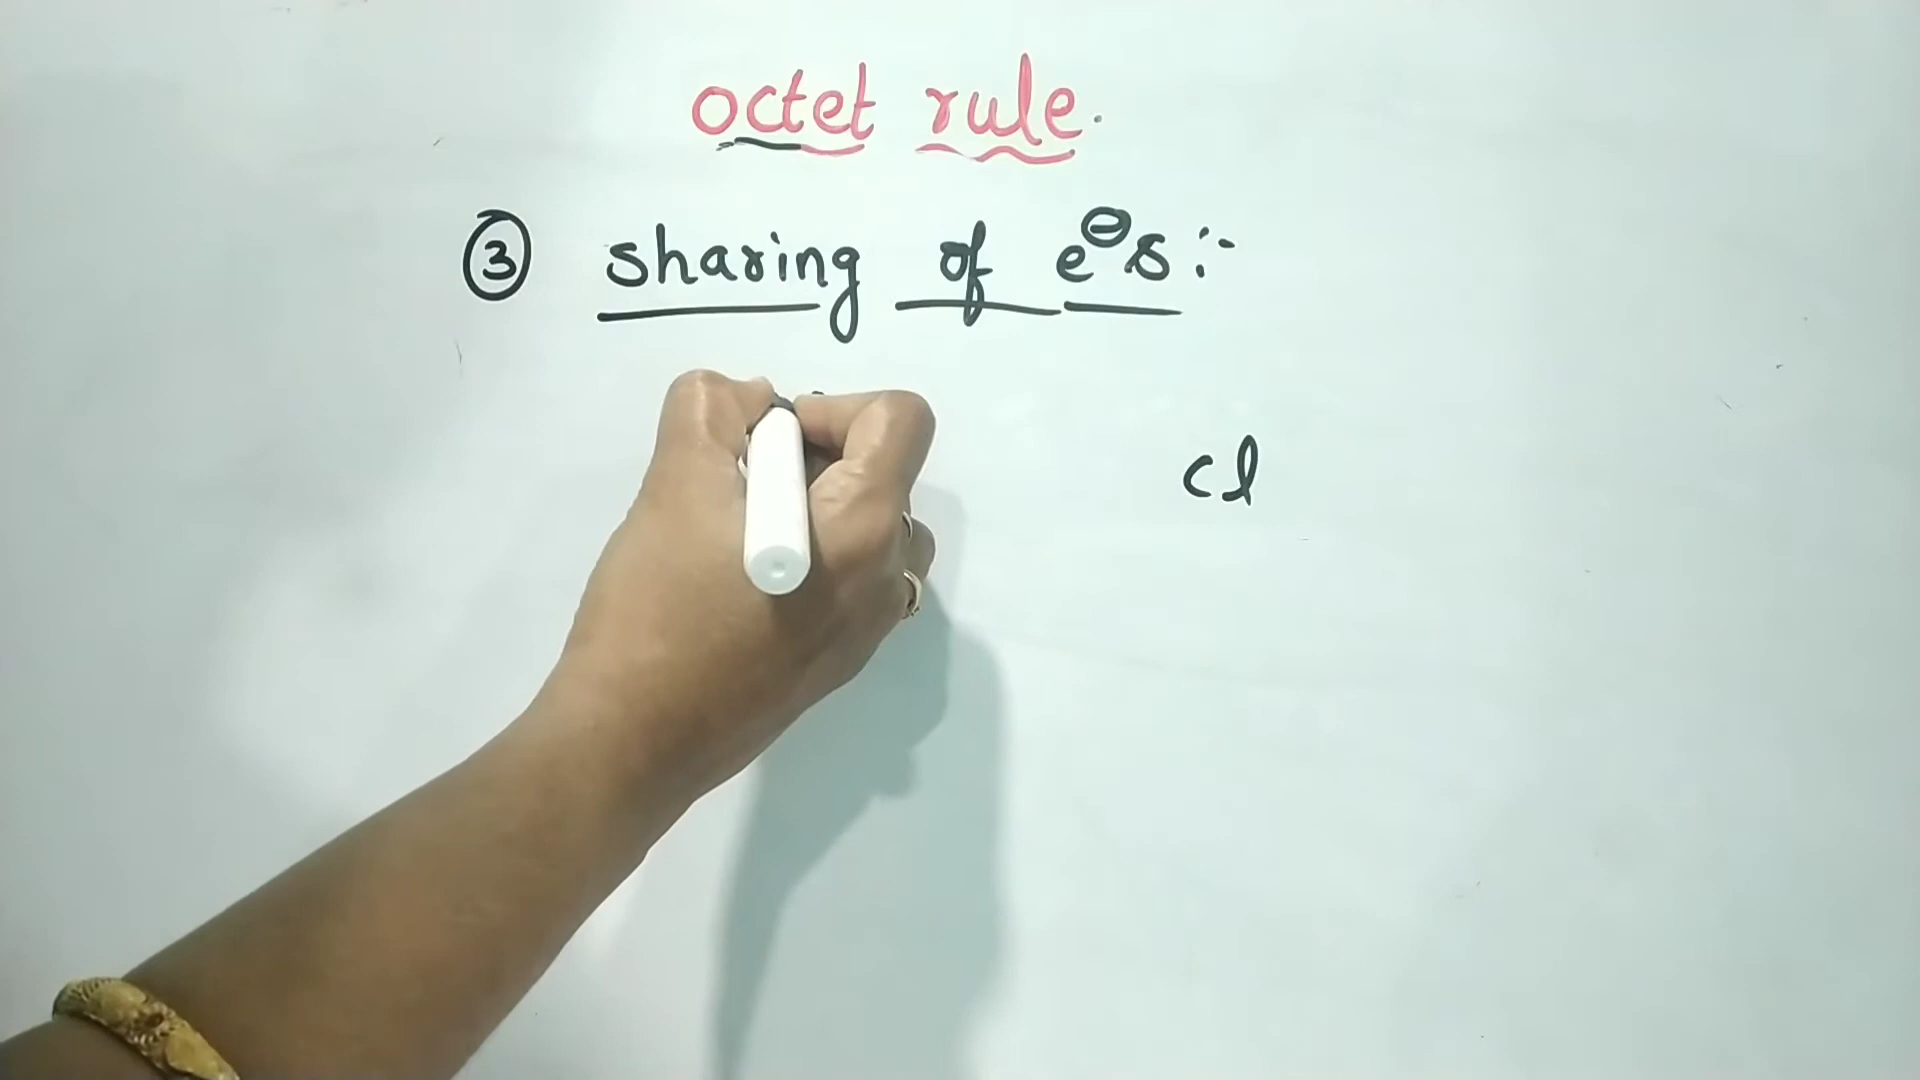 octet rule.
③ sharing of e⊖s :-
Cl